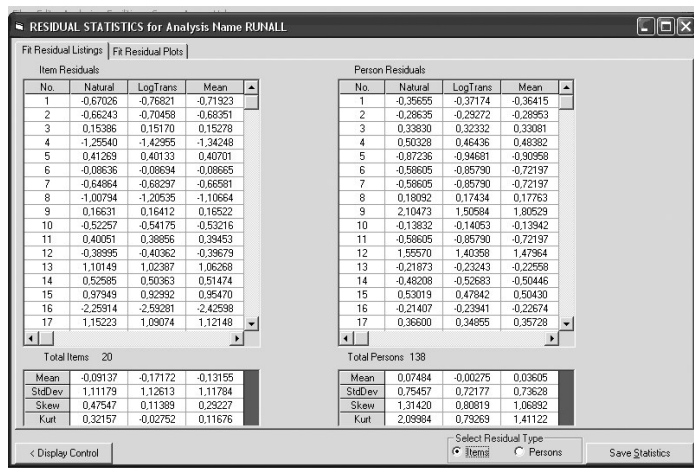 RESIDUAL STATISTICS for Analysis Name RUNALL
Fit Residual Listings Fit Residual Plots
Item Residuals
No. Natural LogTrans Mean
1 -0,67026 -0,76821 -0,71923
2 -0,66243 -0,70458 -0,68351
3 0,15386 0,15170 0,15278
4 -1,25540 -1,42955 -1,34248
5 0,41269 0,40133 0,40701
6 -0,08636 -0,08694 -0,08665
7 -0,64864 -0,68297 -0,66581
8 -1,00794 -1,20535 -1,10664
9 0,16631 0,16412 0,16522
10 -0,52257 -0,54175 -0,53216
11 0,40051 0,38856 0,39453
12 -0,38995 -0,40362 -0,39679
13 1,10149 1,02387 1,06268
14 0,52585 0,50363 0,51474
15 0,97949 0,92992 0,95470
16 -2,25914 -2,59281 -2,42598
17 1,15223 1,09074 1,12148
Total Items 20
Mean -0,09137 -0,17172 -0,13155
StdDev 1,11179 1,12613 1,11784
Skew 0,47547 0,11389 0,29227
Kurt 0,32157 -0,02752 0,11676
Person Residuals
No. Natural LogTrans Mean
1 -0,35655 -0,37174 -0,36415
2 -0,28635 -0,29272 -0,28953
3 0,33830 0,32332 0,33081
4 0,50328 0,46436 0,48382
5 -0,87236 -0,94681 -0,90958
6 -0,58605 -0,85790 -0,72197
7 -0,58605 -0,85790 -0,72197
8 0,18092 0,17434 0,17763
9 2,10473 1,50584 1,80529
10 -0,13832 -0,14053 -0,13942
11 -0,58605 -0,85790 -0,72197
12 1,55570 1,40358 1,47964
13 -0,21873 -0,23243 -0,22558
14 -0,48208 -0,52683 -0,50446
15 0,53019 0,47842 0,50430
16 -0,21407 -0,23941 -0,22674
17 0,36600 0,34855 0,35728
Total Persons 138
Mean 0,07484 -0,00275 0,03605
StdDev 0,75457 0,72177 0,73628
Skew 1,31420 0,80819 1,06892
Kurt 2,09984 0,79269 1,41122
< Display Control
Select Residual Type
Items Persons
Save Statistics